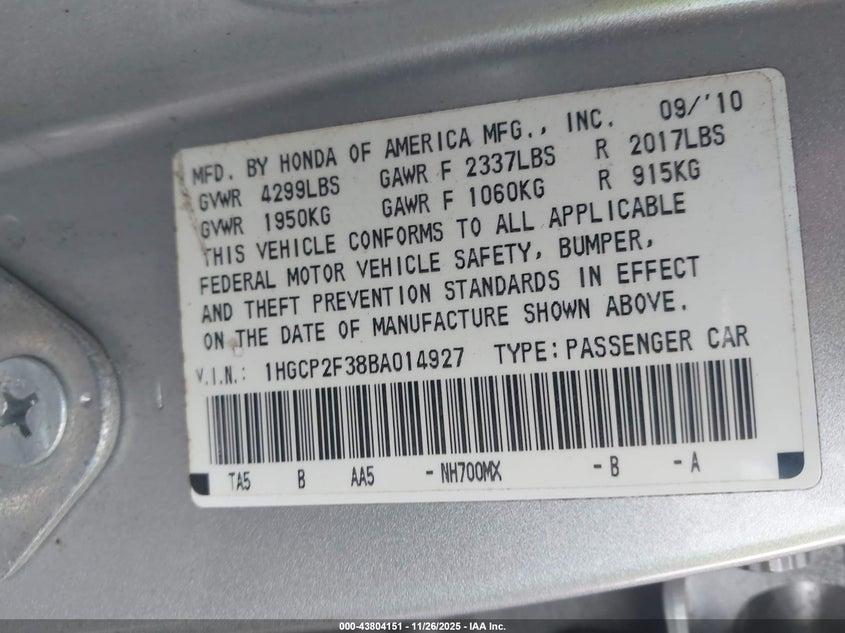 MFD. BY HONDA OF AMERICA MFG., INC. 09/'10
GVWR 4299LBS GAWR F 2337LBS R 2017LBS
GVWR 1950KG GAWR F 1060KG R 915KG
THIS VEHICLE CONFORMS TO ALL APPLICABLE
FEDERAL MOTOR VEHICLE SAFETY, BUMPER,
AND THEFT PREVENTION STANDARDS IN EFFECT
ON THE DATE OF MANUFACTURE SHOWN ABOVE.
V.I.N.: 1HGCP2F38BA014927 TYPE: PASSENGER CAR
TA5 B AA5 -NH700MX -B -A
000-43804151 - 11/26/2025 - IAA Inc.